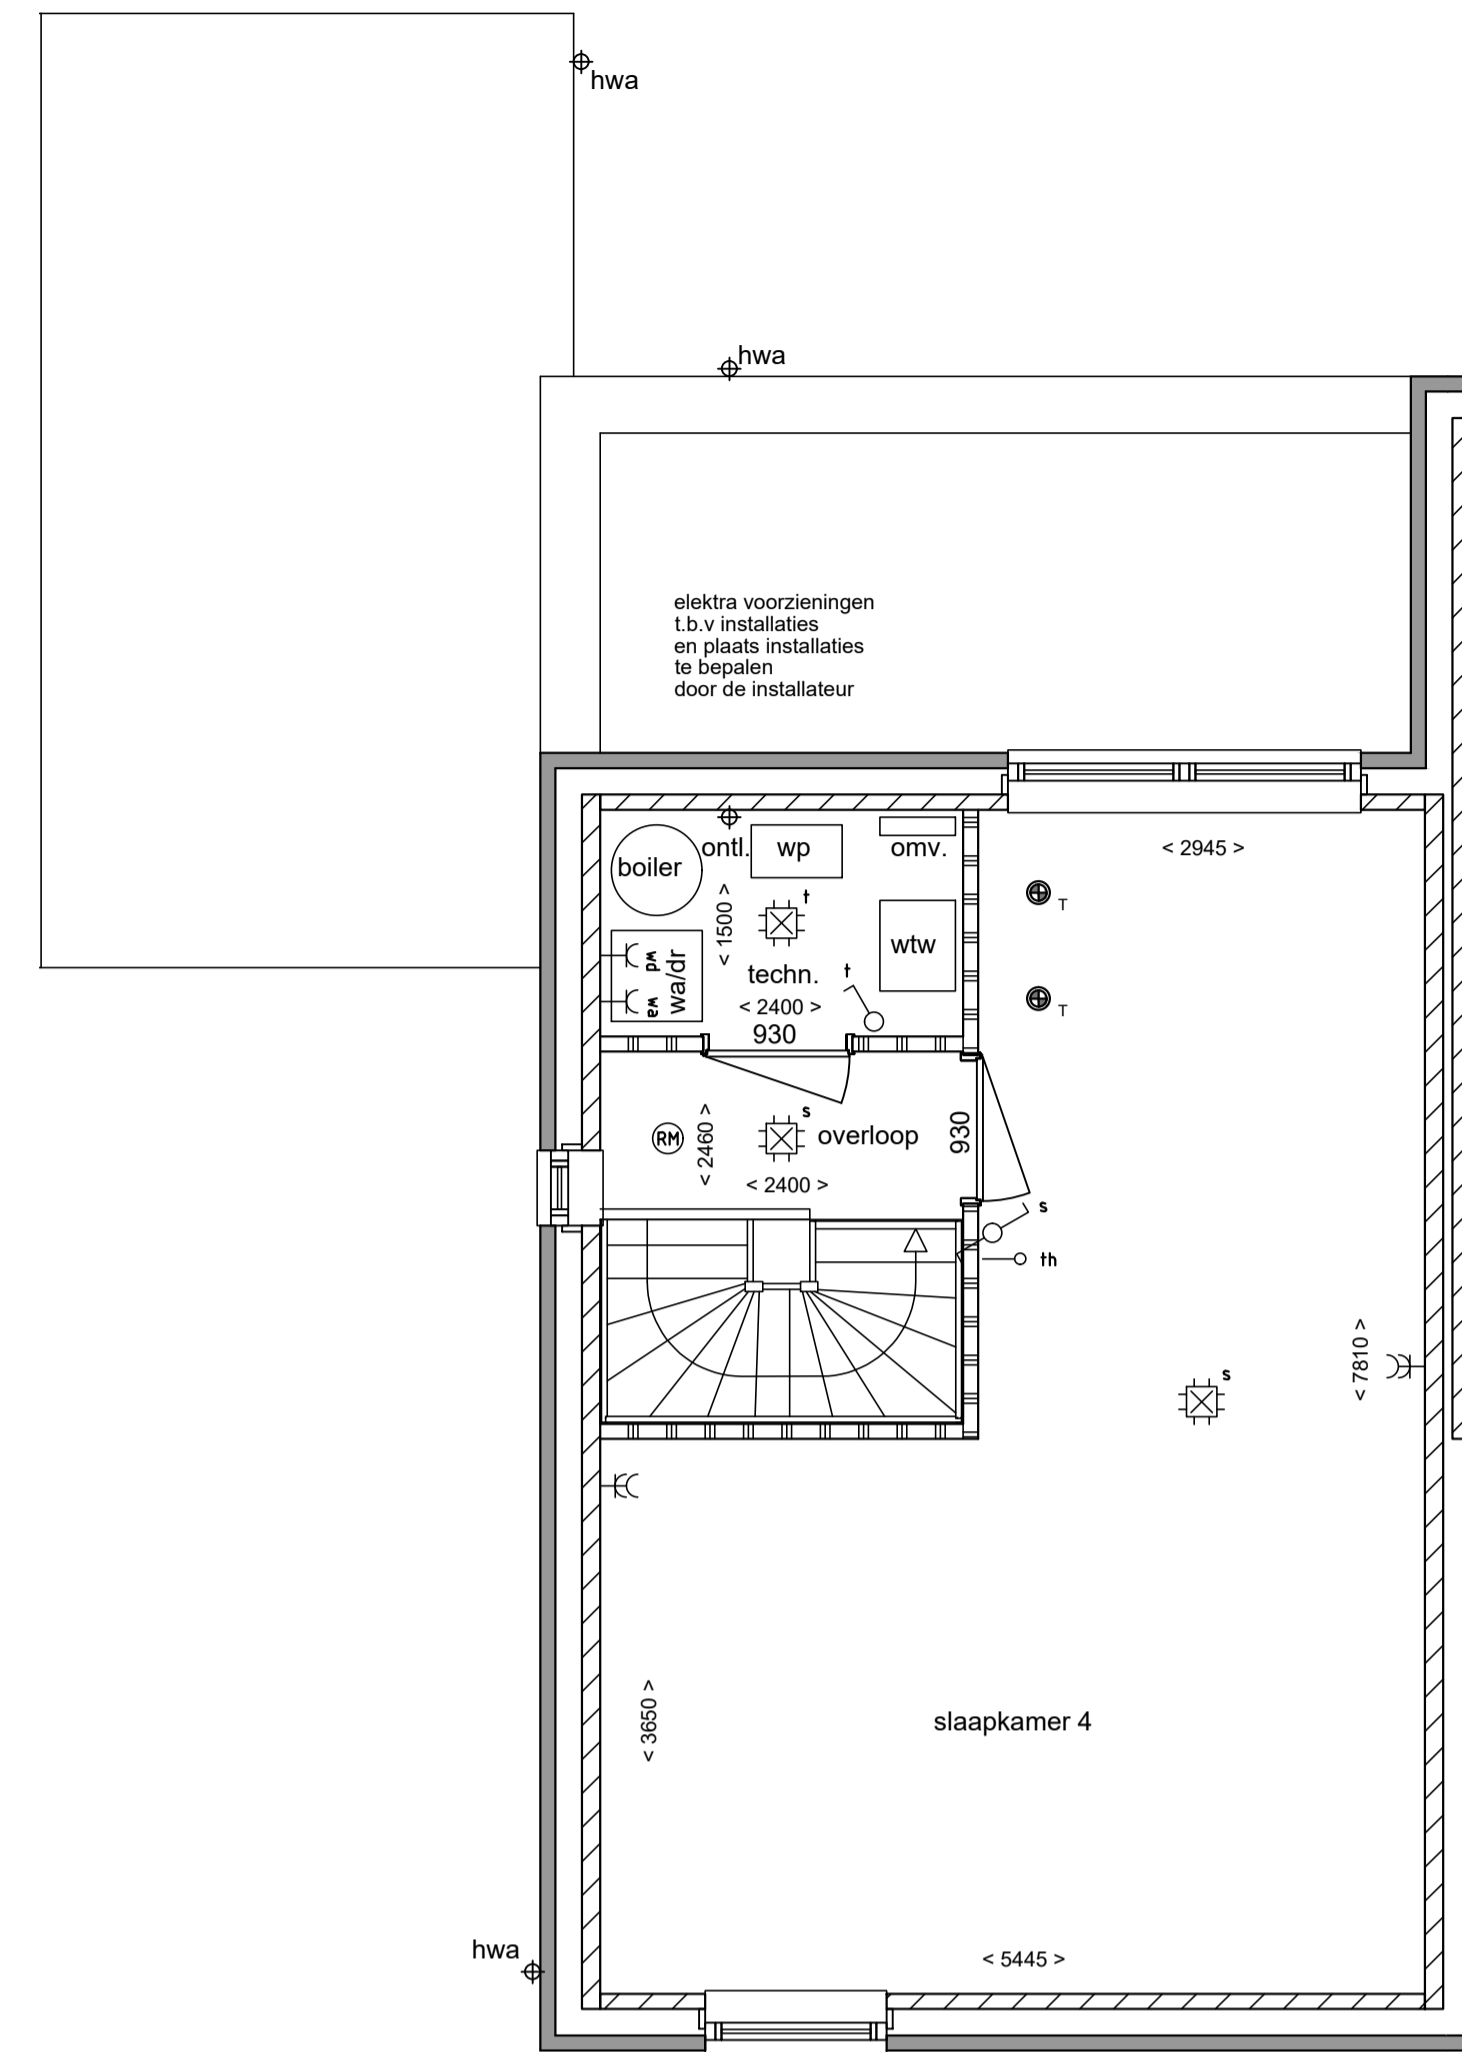 hwa
hwa
elektra voorzieningen
t.b.v installaties
en plaats installaties
te bepalen
door de installateur
boiler
ontl.
wp
omv.
< 2945 >
t
< 1500 >
T
wtw
wd
wa/dr
wa
techn.
t
< 2400 >
930
T
s
RM
< 2460 >
overloop
930
< 2400 >
s
th
< 7810 >
s
< 3650 >
slaapkamer 4
hwa
< 5445 >